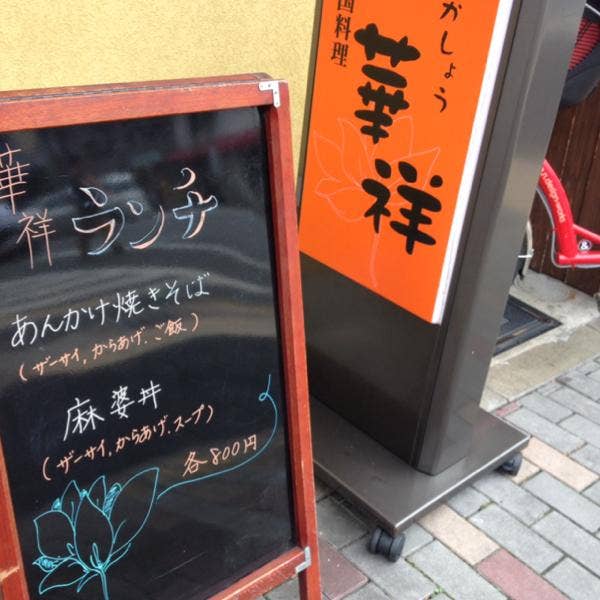 華祥 ランチ
あんかけ焼きそば
(ザーサイ,からあげ.ご飯)
麻婆丼
(ザーサイ,からあげ.スープ)
各800円
国料理
かしょう
華祥